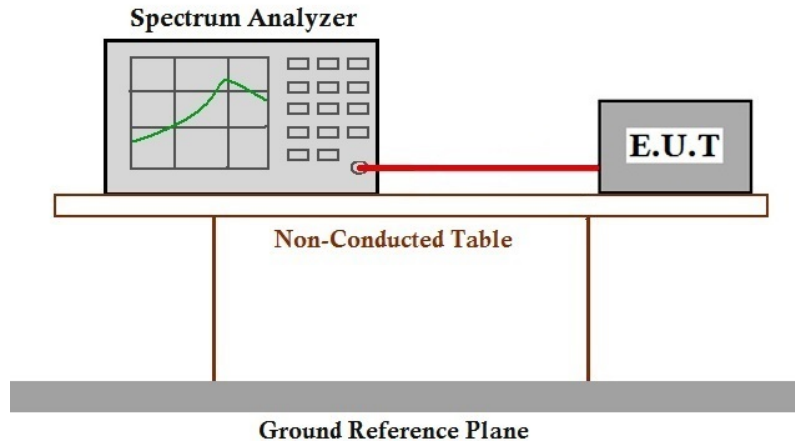 Spectrum Analyzer
E.U.T
Non-Conducted Table
Ground Reference Plane